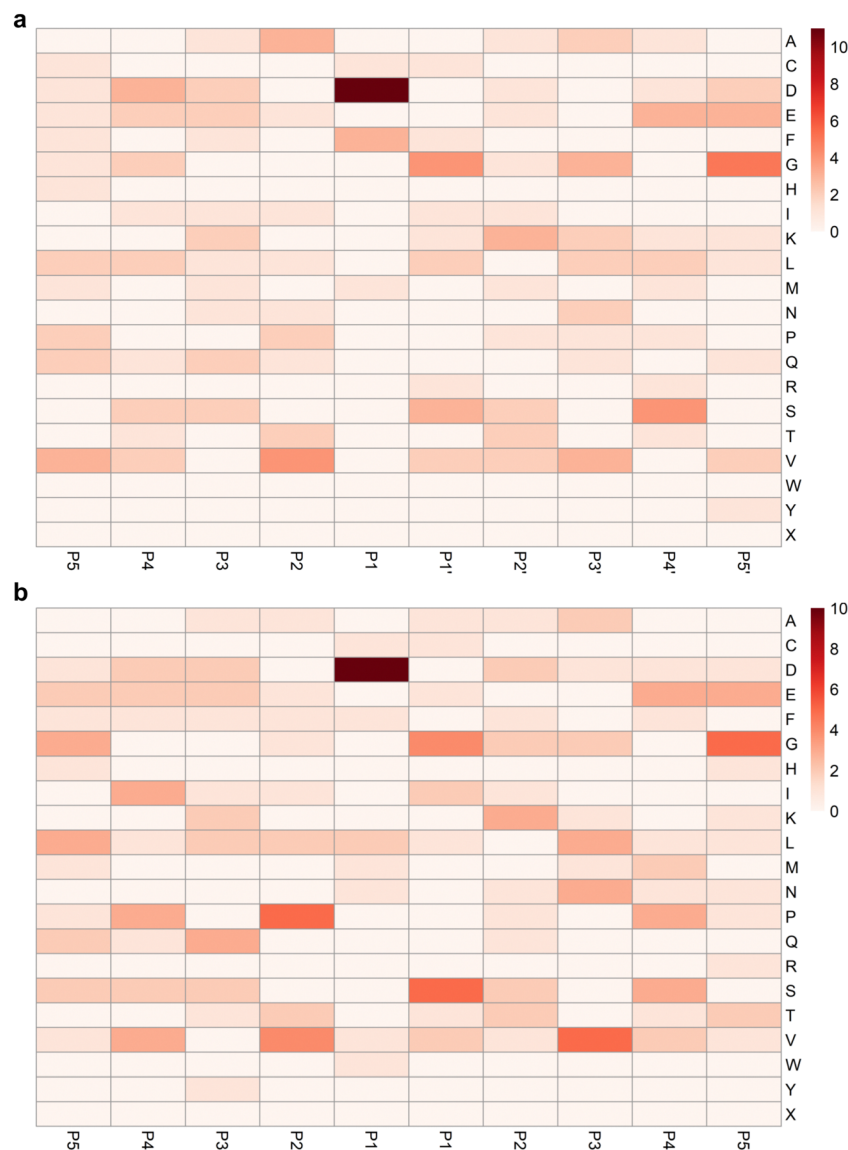 a
A
10
C
D
8
E
6
F
G
4
H
2
I
K
0
L
M
N
P
Q
R
S
T
V
W
Y
X
P5 P4 P3 P2 P1 P1' P2' P3' P4' P5'
b
10
A
C
8
D
E
6
F
G
4
H
2
I
K
0
L
M
N
P
Q
R
S
T
V
W
Y
X
P5 P4 P3 P2 P1 P1 P2 P3 P4 P5